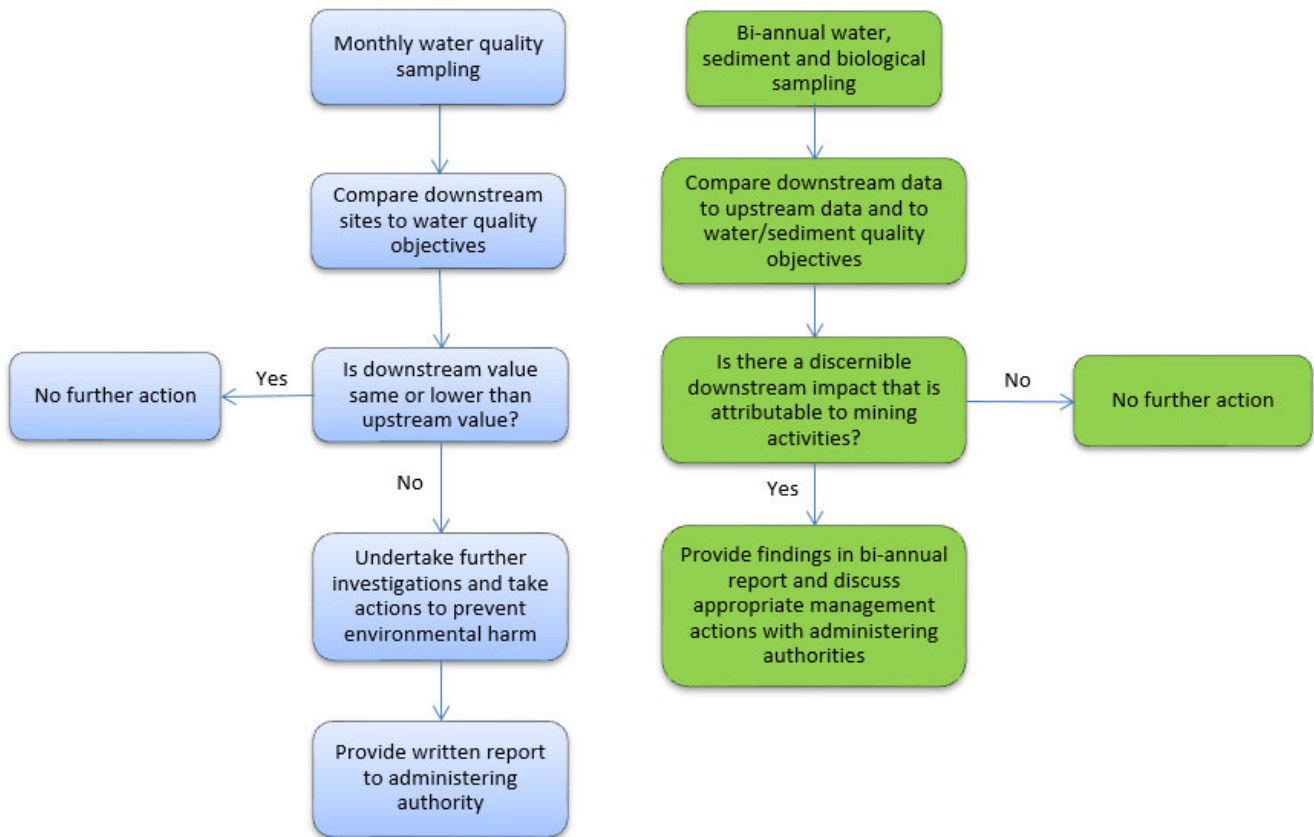 Monthly water quality
sampling
Compare downstream
sites to water quality
objectives
Is downstream value
same or lower than
upstream value?
Yes
No further action
No
Undertake further
investigations and take
actions to prevent
environmental harm
Provide written report
to administering
authority
Bi-annual water,
sediment and biological
sampling
Compare downstream data
to upstream data and to
water/sediment quality
objectives
Is there a discernible
downstream impact that is
attributable to mining
activities?
No
No further action
Yes
Provide findings in bi-annual
report and discuss
appropriate management
actions with administering
authorities